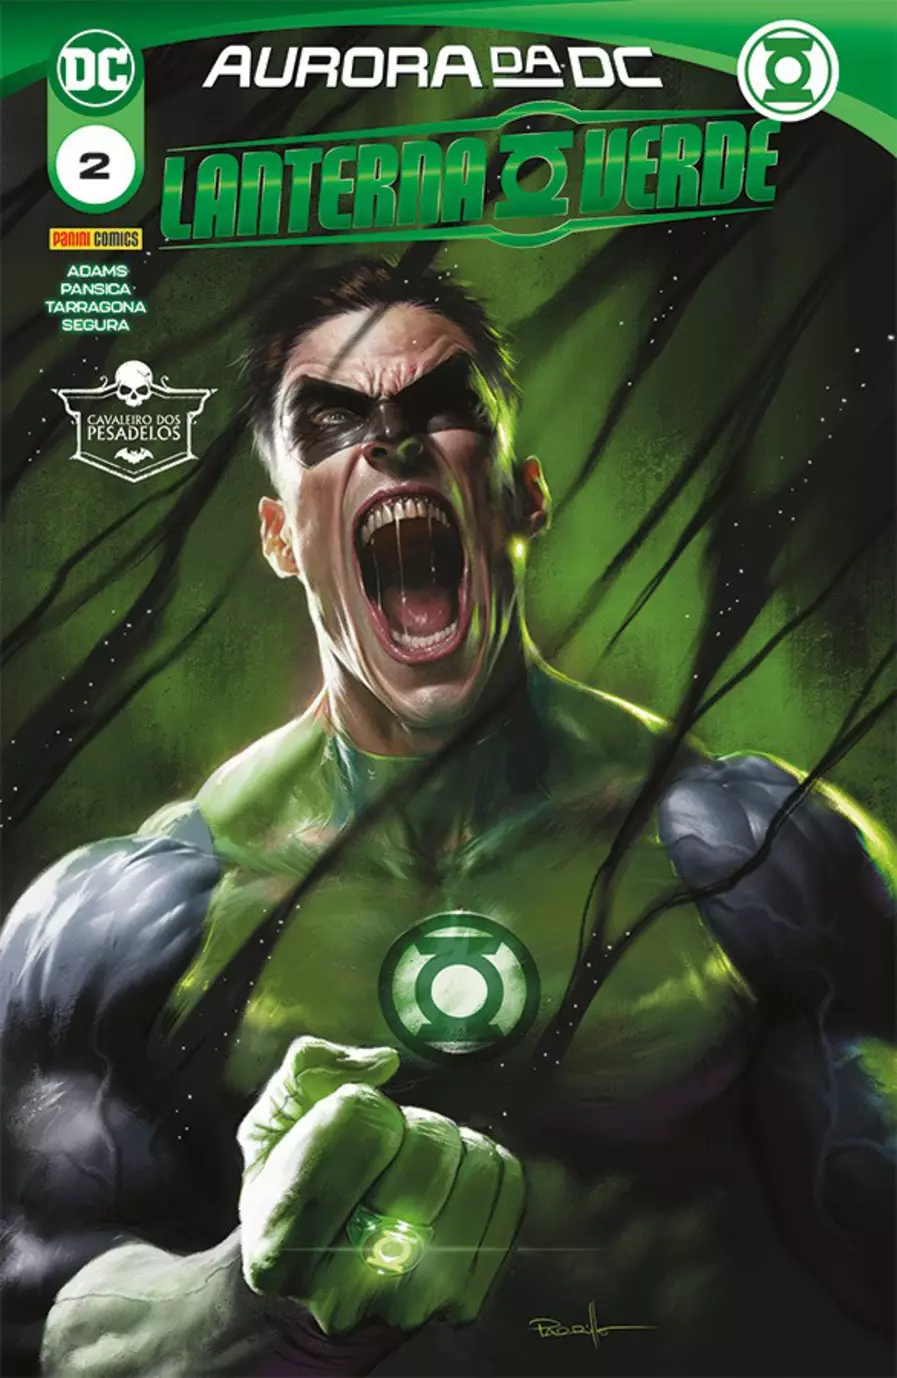 DC
AURORA DA DC
2
LANTERNA VERDE
PANINI COMICS
ADAMS
PANSICA
TARRAGONA
SEGURA
CAVALEIRO DOS
PESADELOS